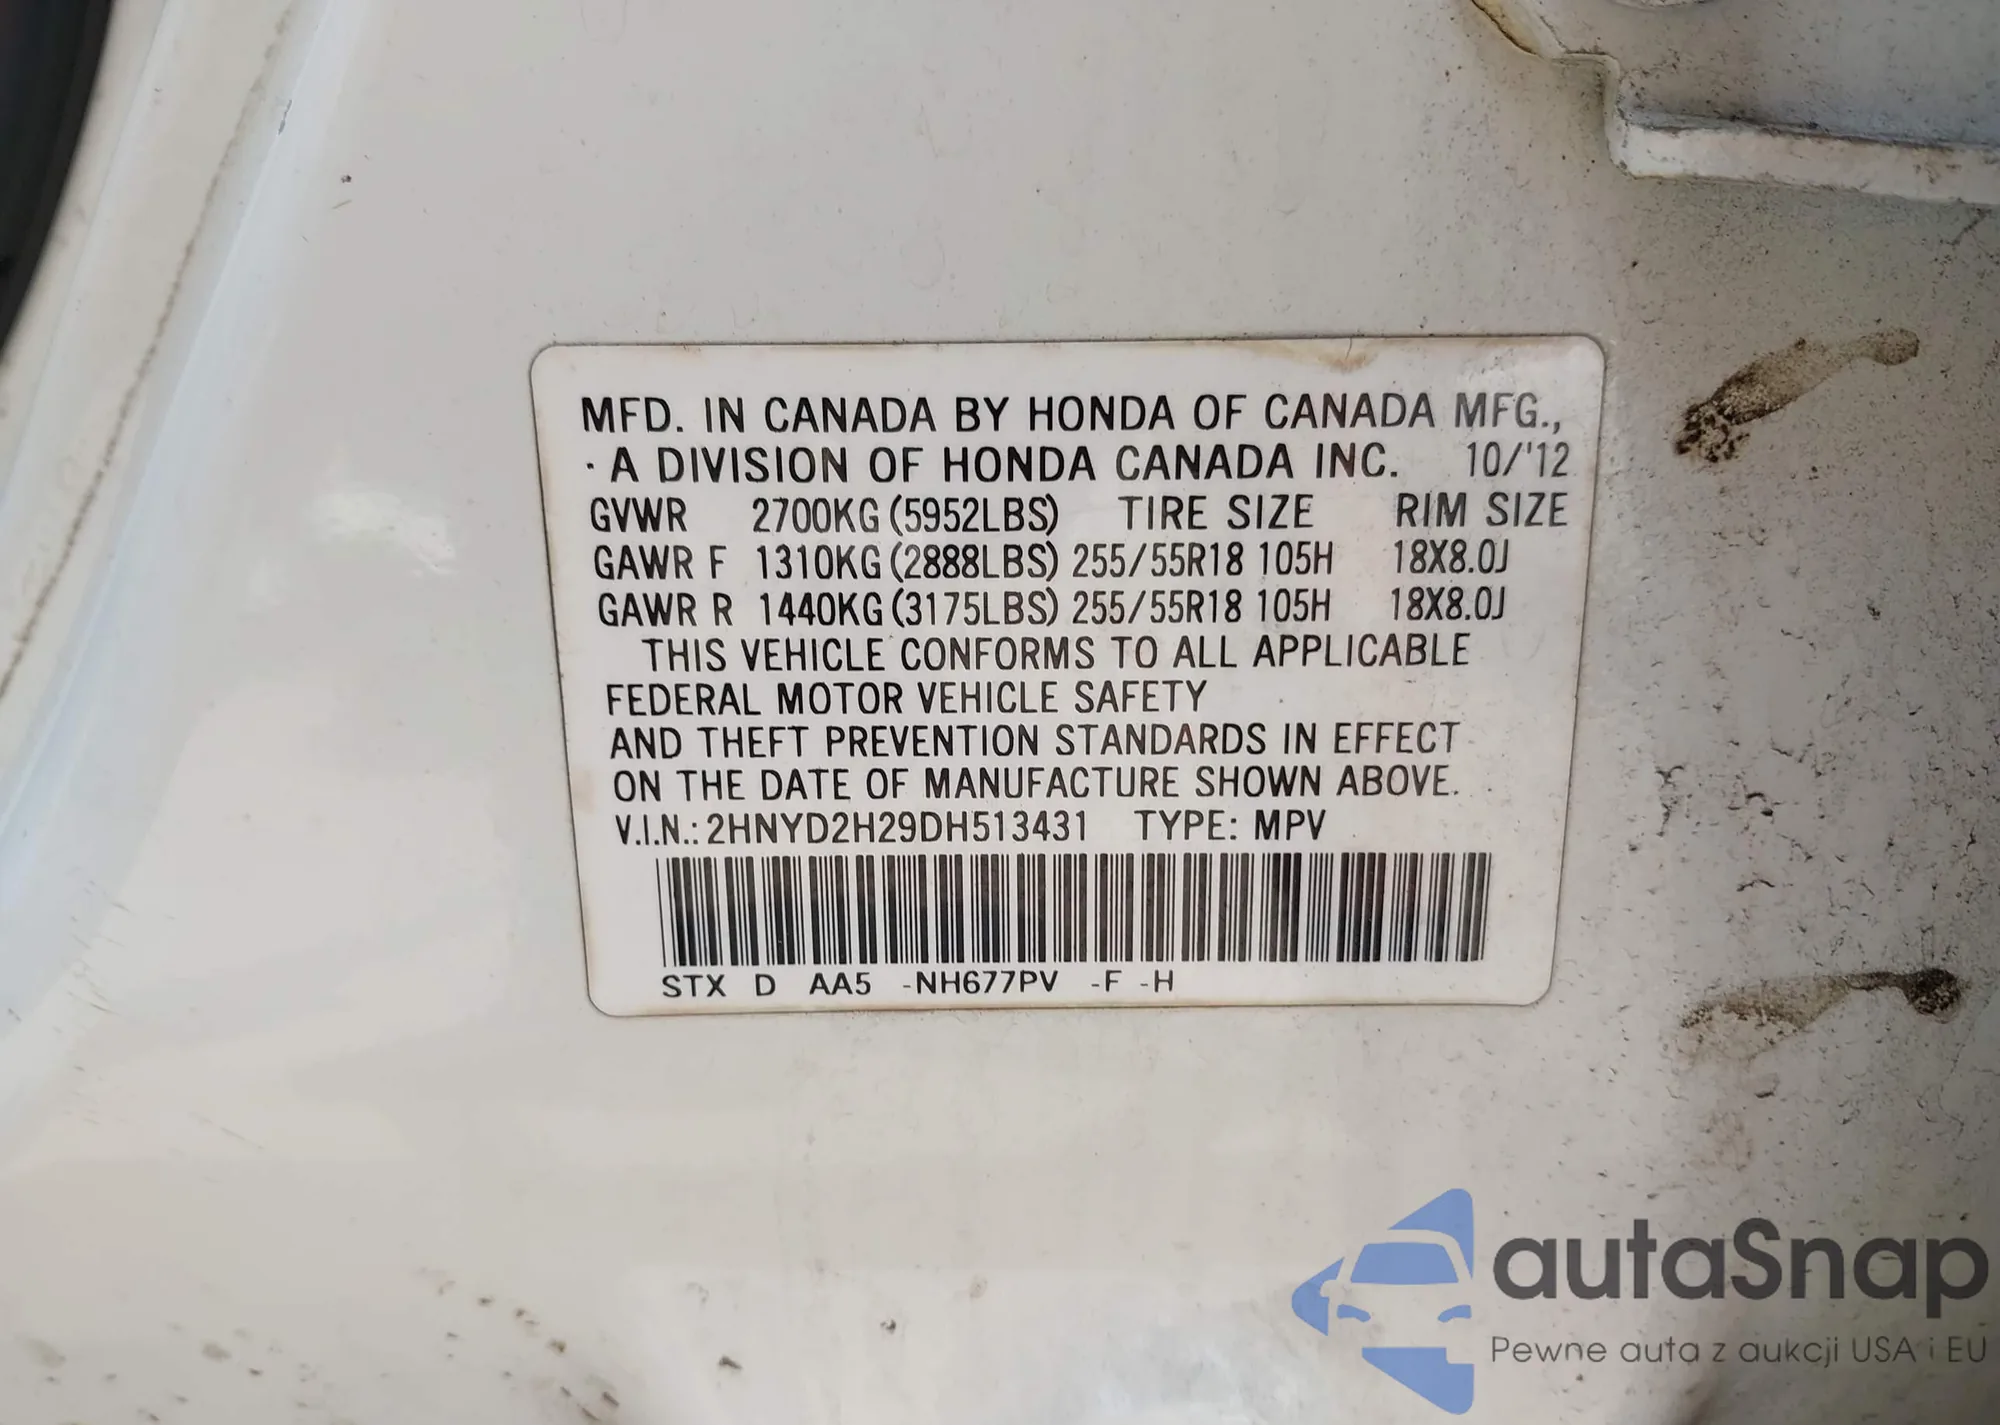 MFD. IN CANADA BY HONDA OF CANADA MFG.,
· A DIVISION OF HONDA CANADA INC. 10/'12
GVWR 2700KG (5952LBS) TIRE SIZE RIM SIZE
GAWR F 1310KG (2888LBS) 255/55R18 105H 18X8.0J
GAWR R 1440KG (3175LBS) 255/55R18 105H 18X8.0J
THIS VEHICLE CONFORMS TO ALL APPLICABLE
FEDERAL MOTOR VEHICLE SAFETY
AND THEFT PREVENTION STANDARDS IN EFFECT
ON THE DATE OF MANUFACTURE SHOWN ABOVE.
V.I.N.: 2HNYD2H29DH513431 TYPE: MPV
STX D AA5 -NH677PV -F -H
autaSnap
Pewne auta z aukcji USA i EU